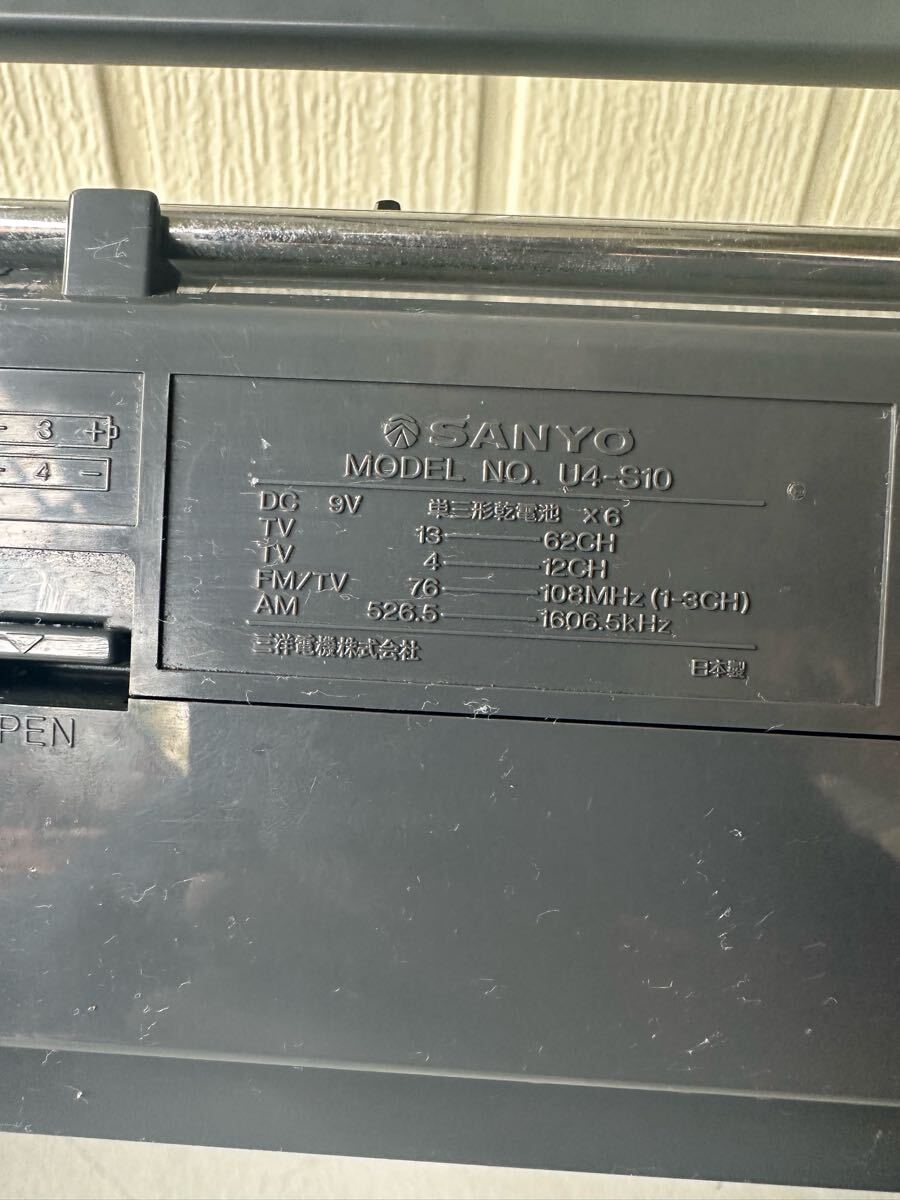 3 +
4 -
PEN
SANYO
MODEL NO. U4-S10
DC 9V 単三形乾電池 ×6
TV 13 — 62CH
TV 4 — 12CH
FM/TV 76 — 108MHz (1-3CH)
AM 526.5 — 1606.5kHz
三洋電機株式会社 日本製